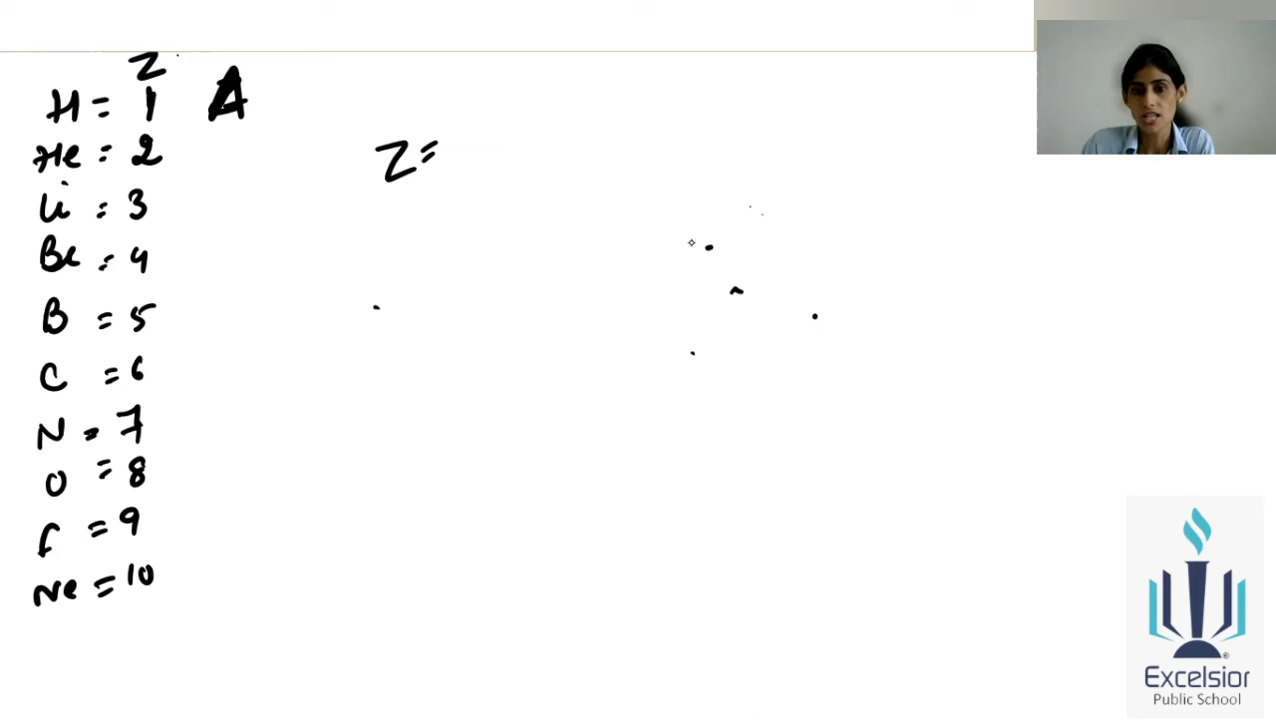 Z A
H = 1
He = 2
Li = 3
Be = 4
B = 5
C = 6
N = 7
O = 8
F = 9
Ne = 10
Z =
Excelsior
Public School